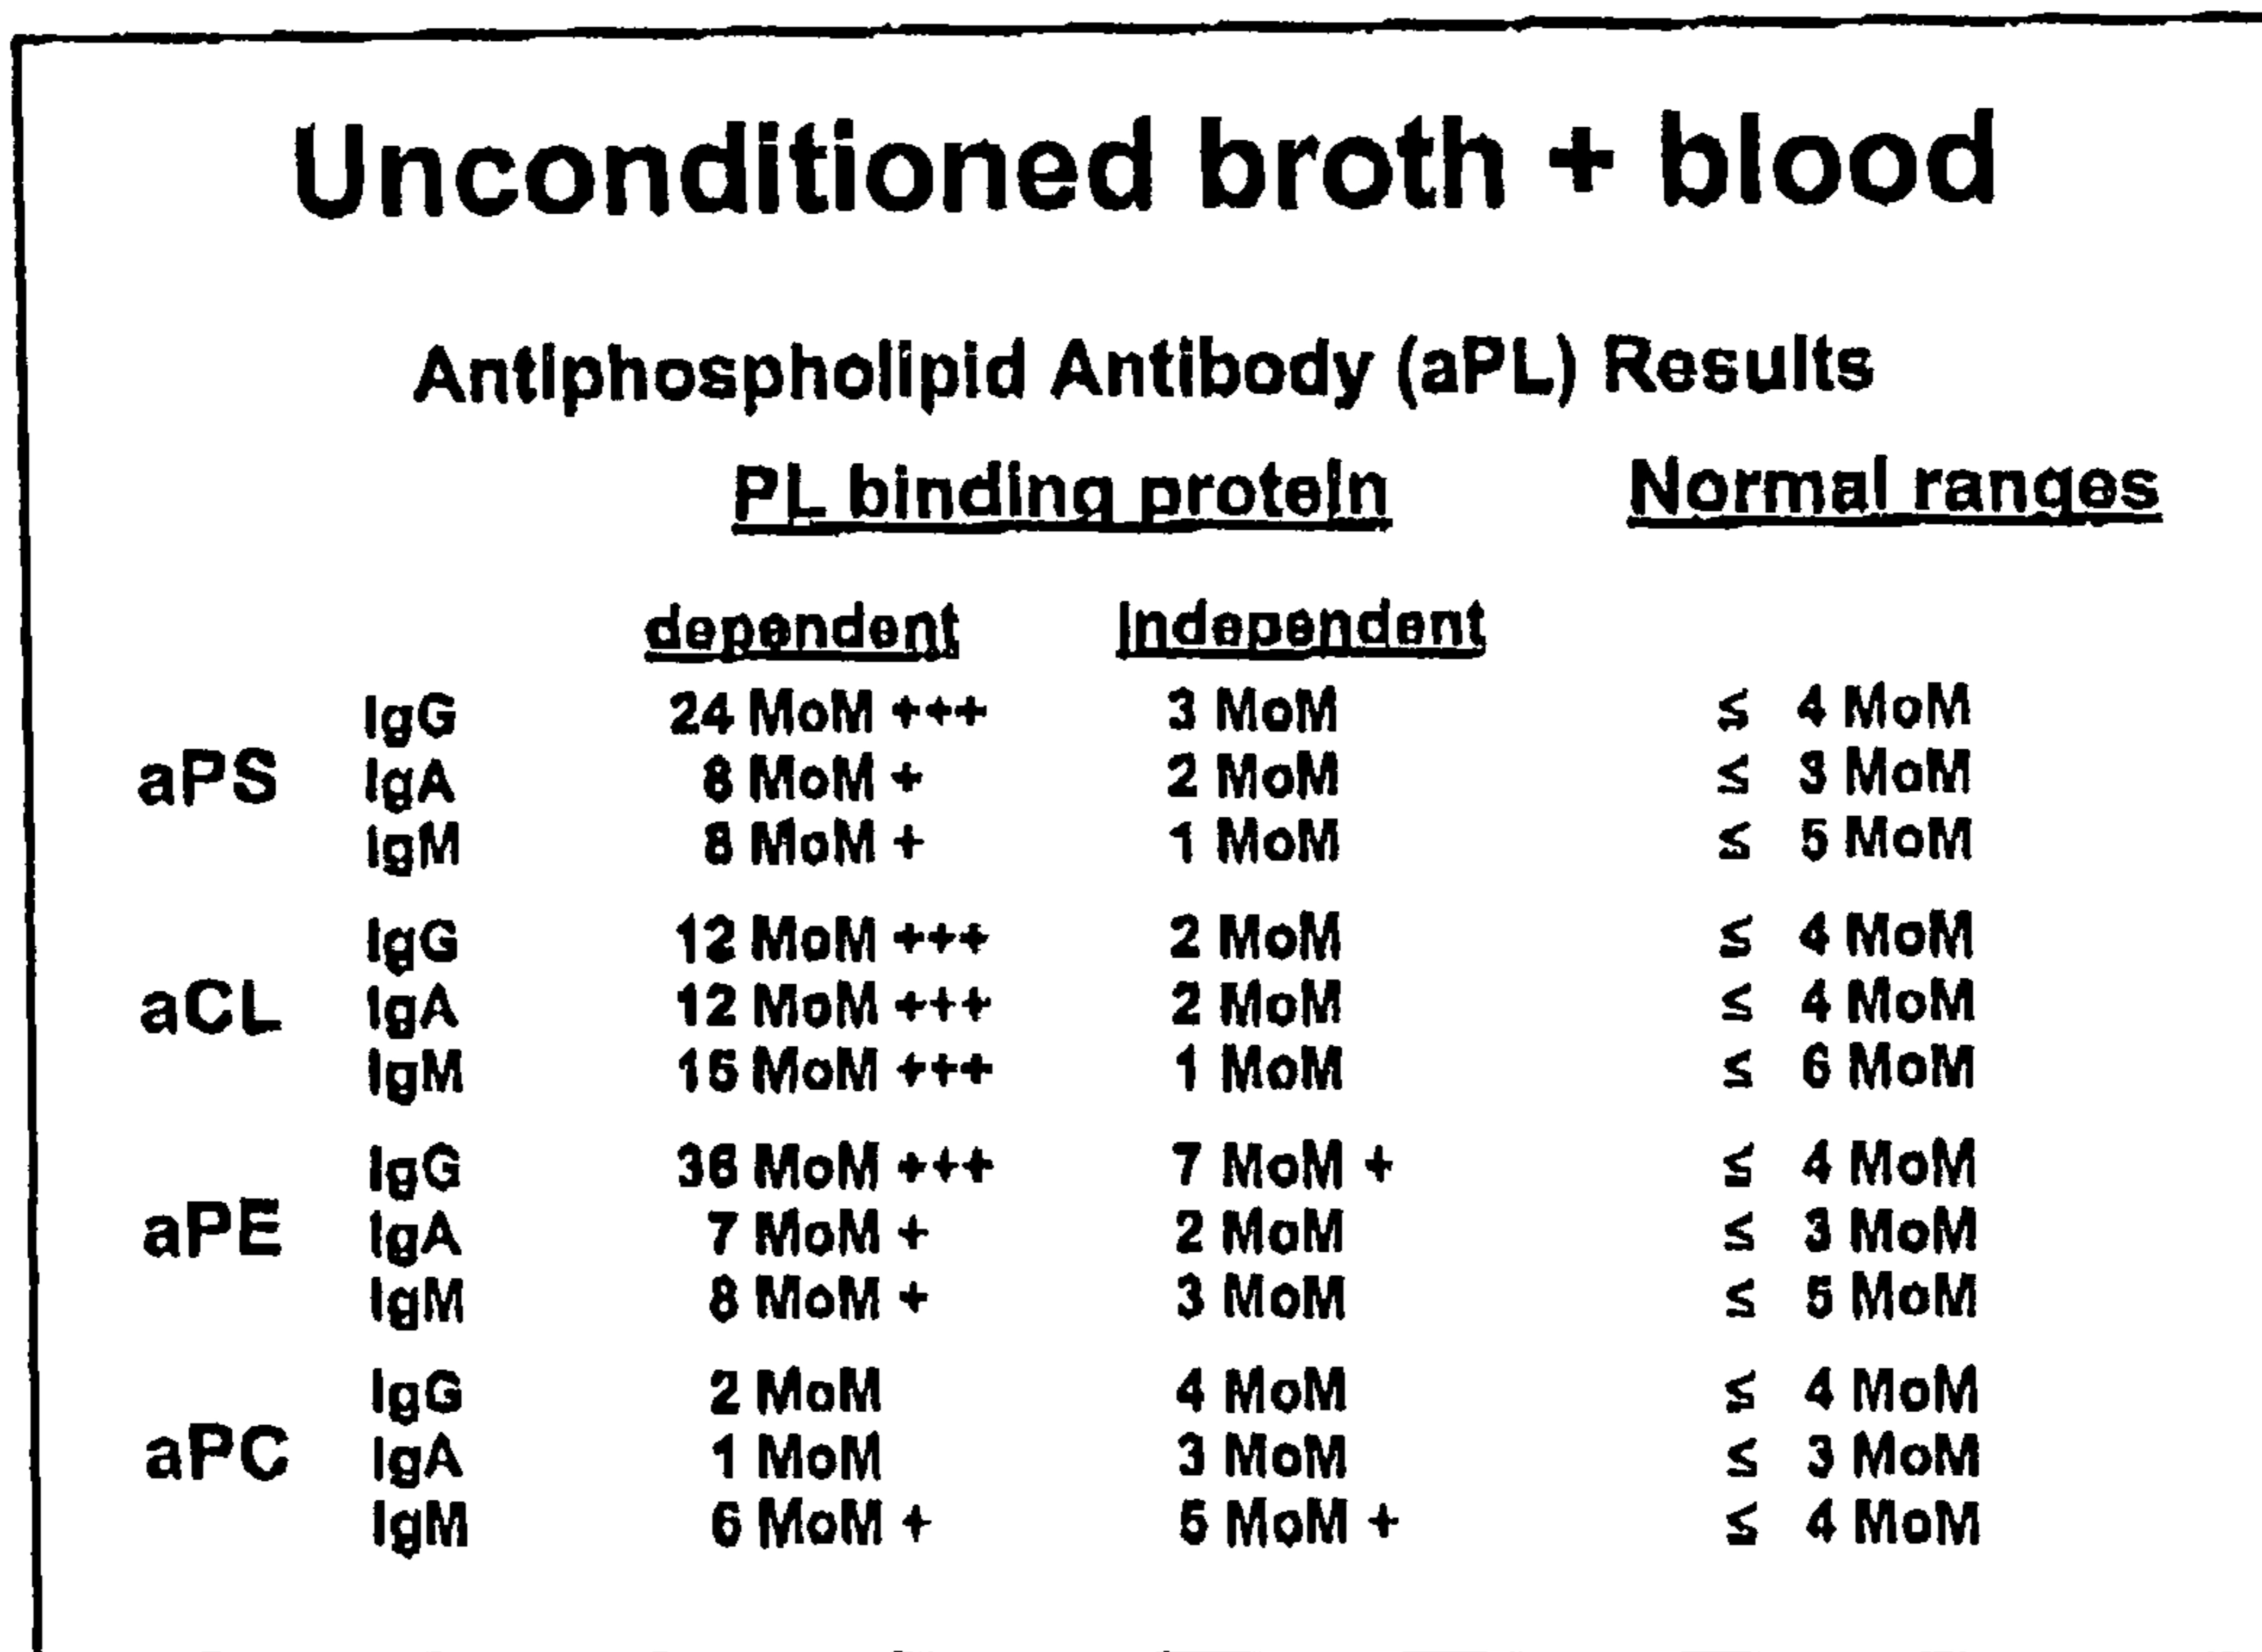 Unconditioned broth + blood
Antiphospholipid Antibody (aPL) Results
PL binding protein Normal ranges
dependent Independent
aPS
IgG 24 MoM +++ 3 MoM ≤ 4 MoM
IgA MoM + 2 MoM ≤ 3 MoM
IgM 8 MoM + 1 MoM ≤ 5 MoM
aCL
IgG 12 MoM +++ 2 MoM ≤ 4 MoM
IgA 12 MoM +++ 2 MoM ≤ 4 MoM
IgM MoM +++ 1 MoM ≤ 6 MoM
aPE
IgG 36 MoM +++ 7 MoM + ≤ 4 MoM
IgA 7 MoM + 2 MoM ≤ 3 MoM
IgM 8 MoM + 3 MoM ≤ 5 MoM
aPC
IgG 2 MoM 4 MoM ≤ 4 MoM
IgA 1 MoM 3 MoM ≤ 3 MoM
IgM 6 MoM + MoM + ≤ 4 MoM